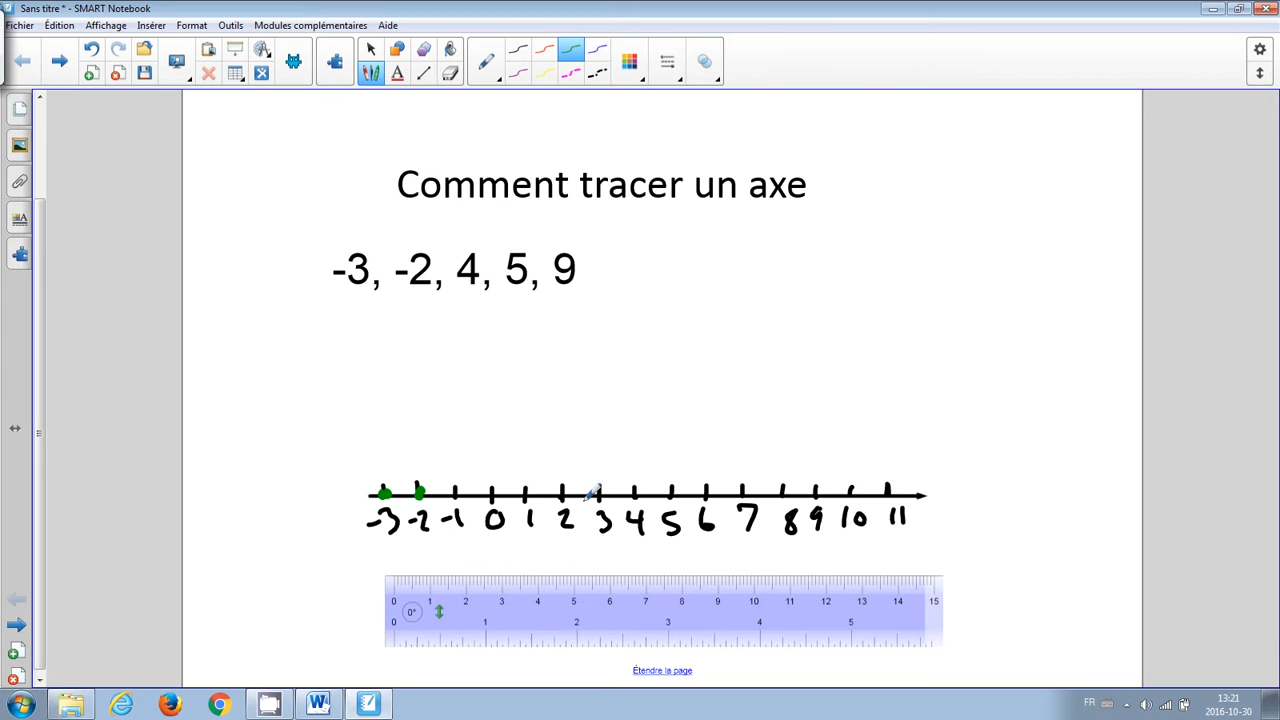 Sans titre * - SMART Notebook
Fichier Édition Affichage Insérer Format Outils Modules complémentaires Aide
Comment tracer un axe
-3, -2, 4, 5, 9
-3 -2 -1 0 1 2 3 4 5 6 7 8 9 10 11
0 1 2 3 4 5 6 7 8 9 10 11 12 13 14 15
0°
0 1 2 3 4 5
Étendre la page
FR 13:21
2016-10-30